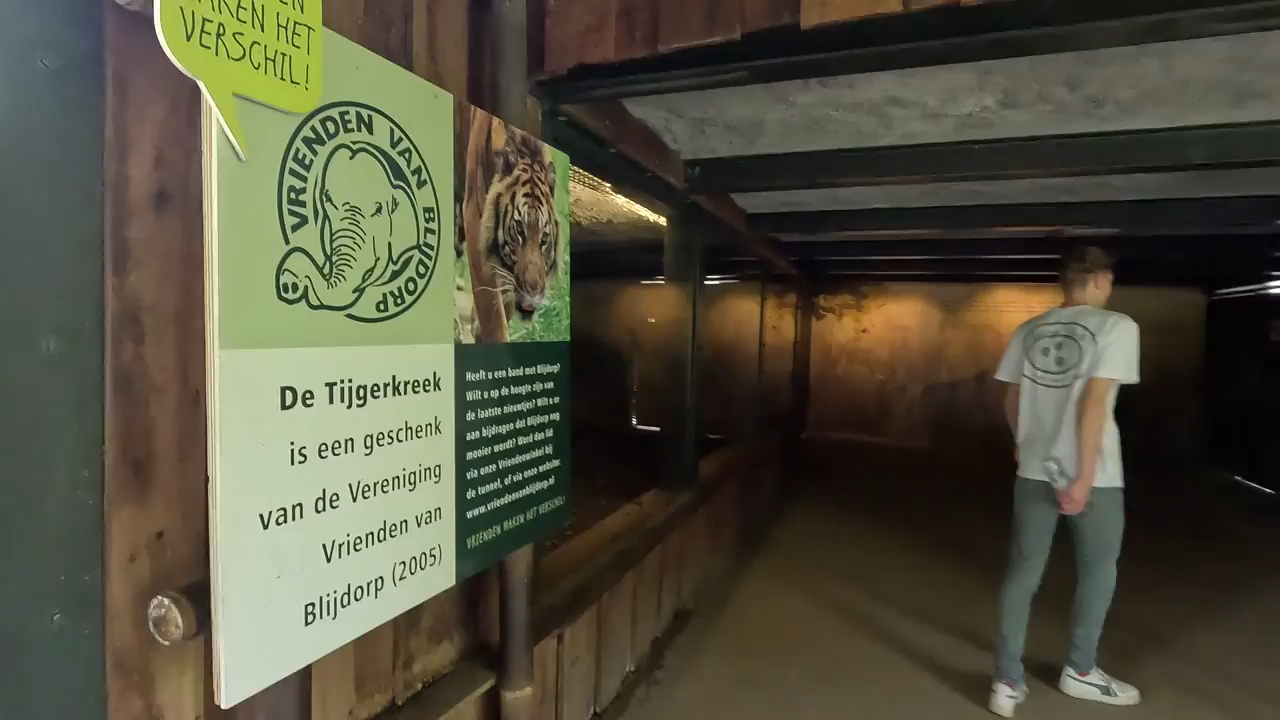 MAKEN HET
VERSCHIL!
VRIENDEN VAN BLIJDORP
De Tijgerkreek
is een geschenk
van de Vereniging
Vrienden van
Blijdorp (2005)
Heeft u een band met Blijdorp?
Wilt u op de hoogte zijn van
de laatste nieuwtjes? Wilt u er
aan bijdragen dat Blijdorp nog
mooier wordt? Word dan lid
via onze Vriendenwinkel bij
de tunnel, of via onze website:
www.vriendenvanblijdorp.nl
VRIENDEN MAKEN HET VERSCHIL!